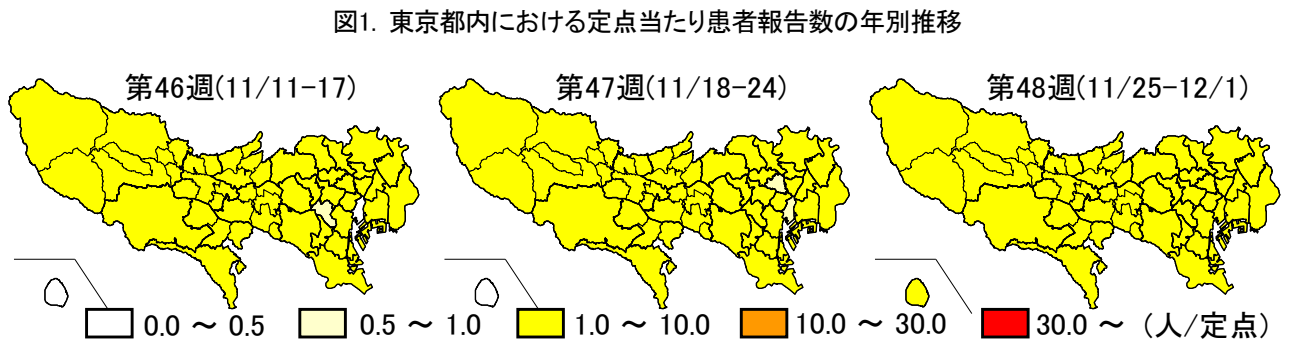 図1. 東京都内における定点当たり患者報告数の年別推移
第46週(11/11-17)
第47週(11/18-24)
第48週(11/25-12/1)
0.0 ～ 0.5
0.5 ～ 1.0
1.0 ～ 10.0
10.0 ～ 30.0
30.0 ～ (人/定点)